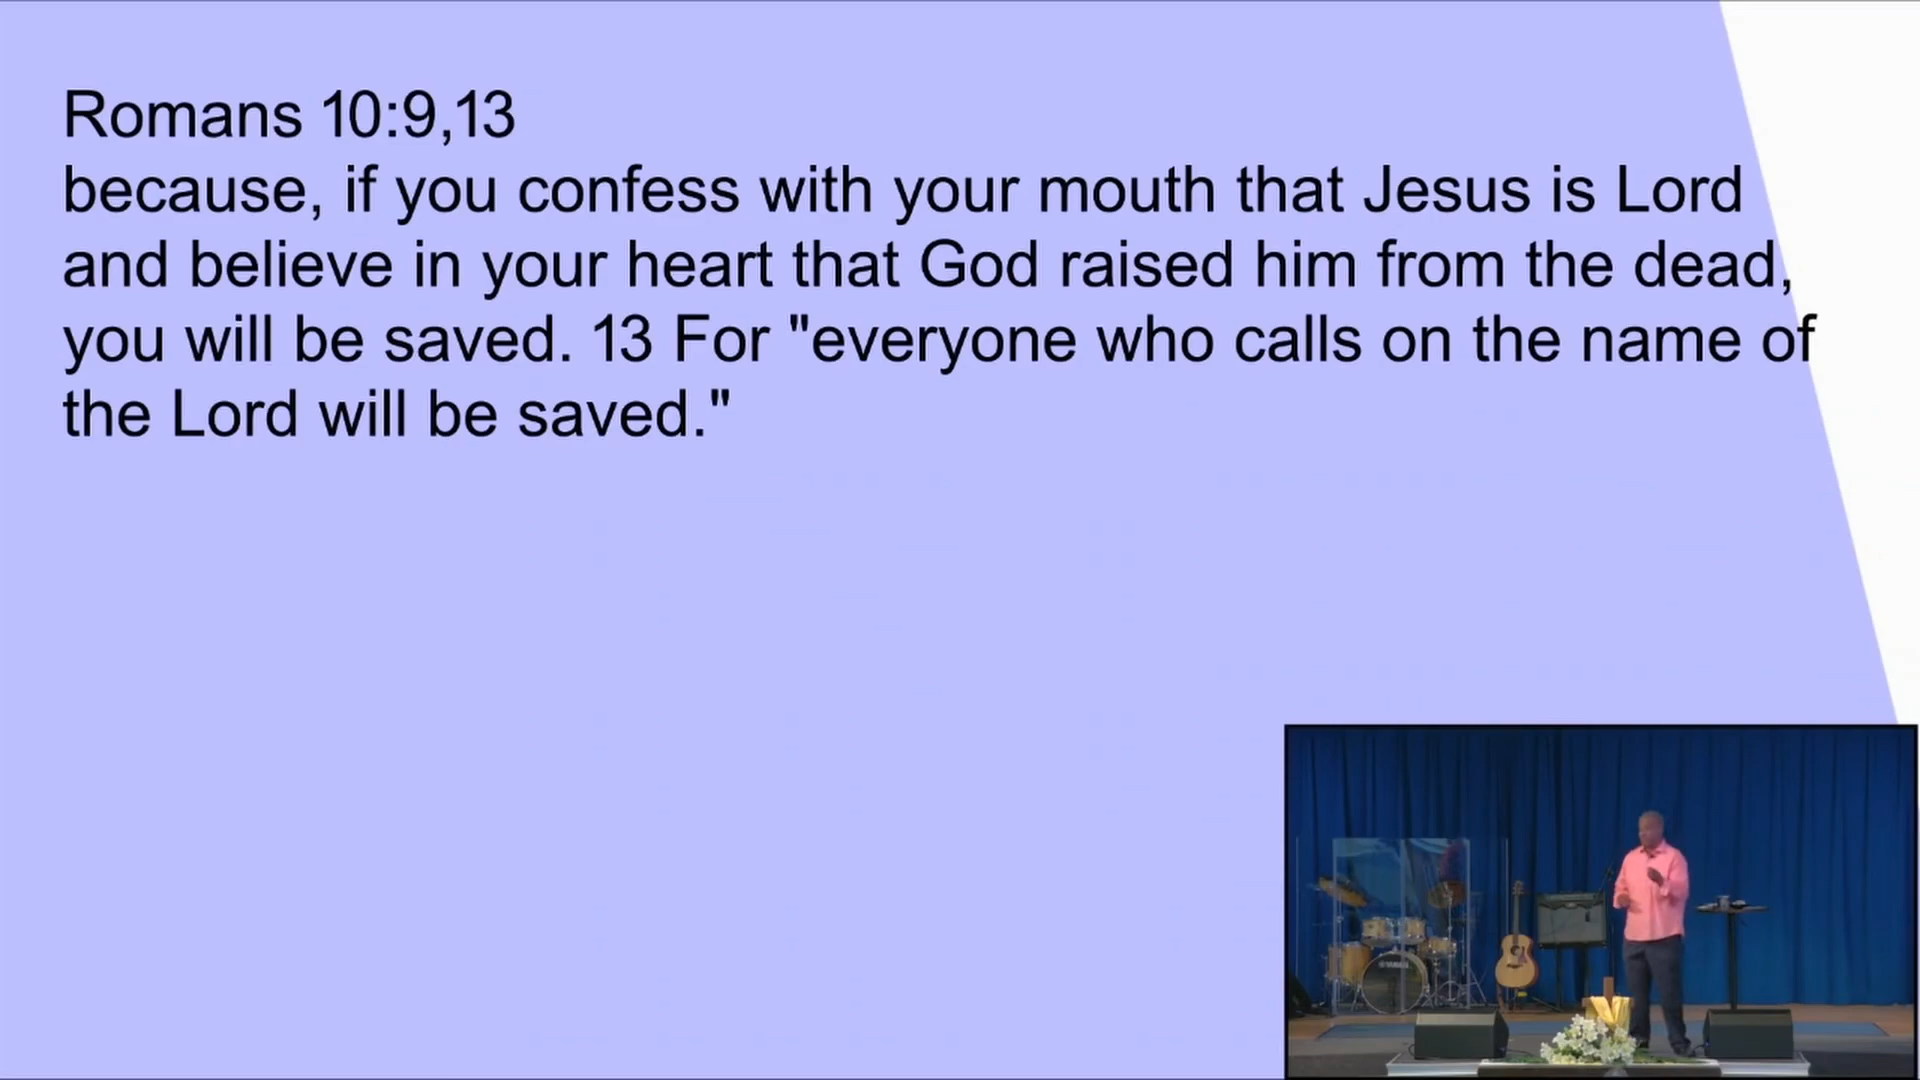 Romans 10:9,13
because, if you confess with your mouth that Jesus is Lord
and believe in your heart that God raised him from the dead,
you will be saved. 13 For "everyone who calls on the name of
the Lord will be saved."
YAMAHA